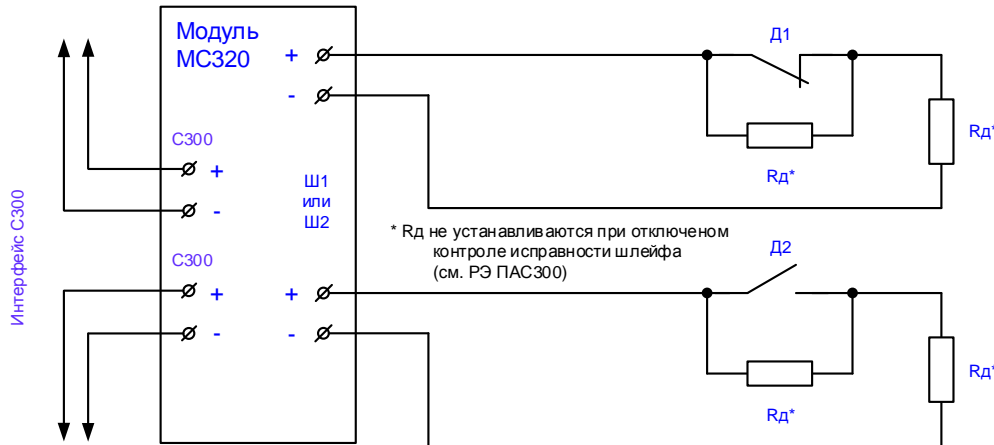 Модуль
МС320
+
-
С300
+
-
Ш1
или
Ш2
С300
+
-
+
-
Интерфейс С300
Д1
Rд*
Rд*
* Rд не устанавливаются при отключеном
контроле исправности шлейфа
(см. РЭ ПАС300)
Д2
Rд*
Rд*